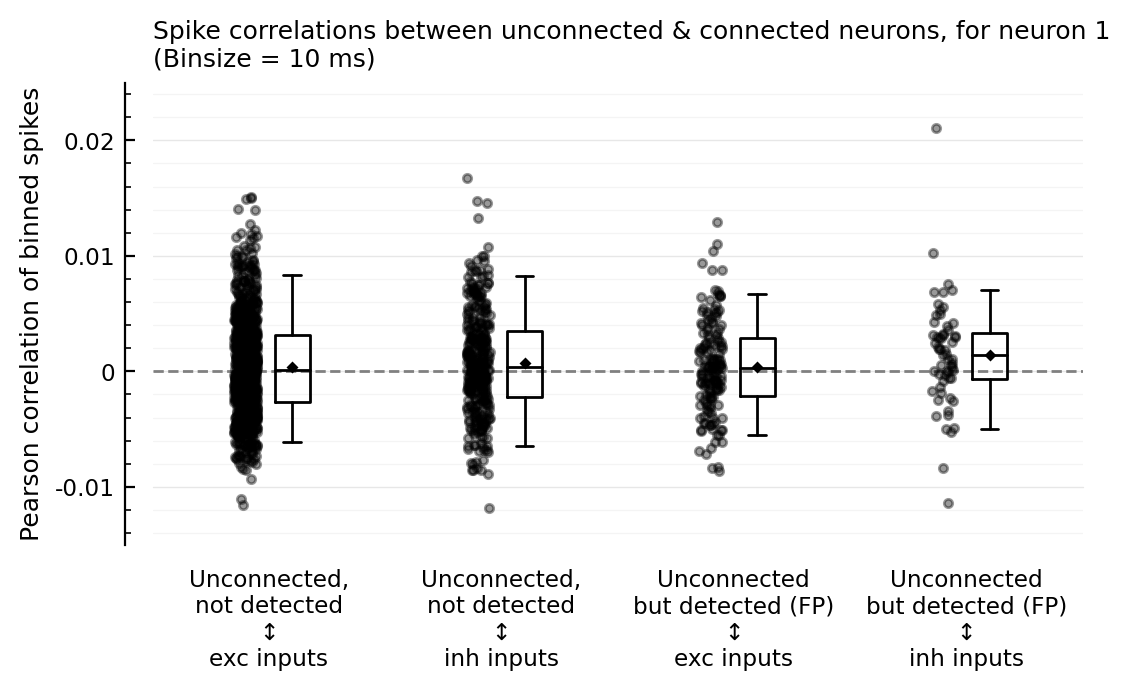 Spike correlations between unconnected & connected neurons, for neuron 1
(Binsize = 10 ms)
Pearson correlation of binned spikes
0.02
0.01
0
-0.01
Unconnected,
not detected
↕
exc inputs
Unconnected,
not detected
↕
inh inputs
Unconnected
but detected (FP)
↕
exc inputs
Unconnected
but detected (FP)
↕
inh inputs